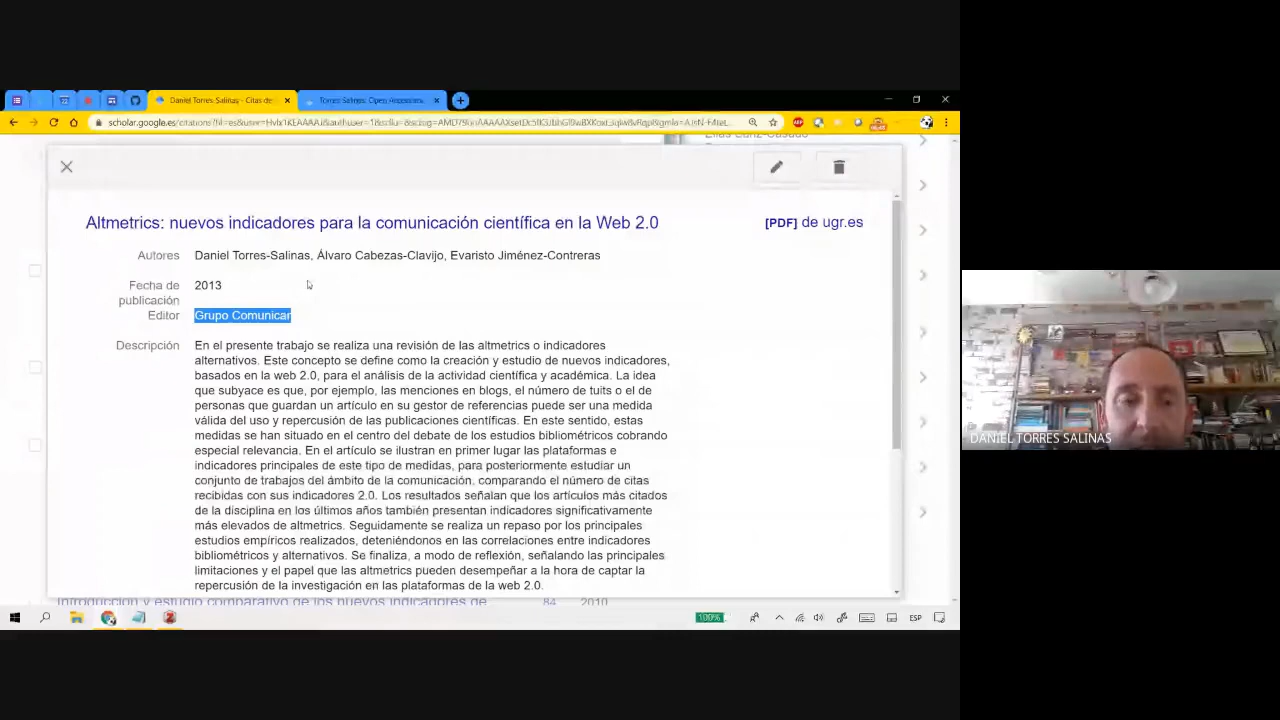 Daniel Torres Salinas - Citas de
Torres Salinas. Open Access
Altmetrics: nuevos indicadores para la comunicación científica en la Web 2.0
[PDF] de ugr.es
Autores Daniel Torres-Salinas, Álvaro Cabezas-Clavijo, Evaristo Jiménez-Contreras
Fecha de publicación 2013
Editor Grupo Comunicar
Descripción En el presente trabajo se realiza una revisión de las altmetrics o indicadores
alternativos. Este concepto se define como la creación y estudio de nuevos indicadores,
basados en la web 2.0, para el análisis de la actividad científica y académica. La idea
que subyace es que, por ejemplo, las menciones en blogs, el número de tuits o el de
personas que guardan un artículo en su gestor de referencias puede ser una medida
válida del uso y repercusión de las publicaciones científicas. En este sentido, estas
medidas se han situado en el centro del debate de los estudios bibliométricos cobrando
especial relevancia. En el artículo se ilustran en primer lugar las plataformas e
indicadores principales de este tipo de medidas, para posteriormente estudiar un
conjunto de trabajos del ámbito de la comunicación, comparando el número de citas
recibidas con sus indicadores 2.0. Los resultados señalan que los artículos más citados
de la disciplina en los últimos años también presentan indicadores significativamente
más elevados de altmetrics. Seguidamente se realiza un repaso por los principales
estudios empíricos realizados, deteniéndonos en las correlaciones entre indicadores
bibliométricos y alternativos. Se finaliza, a modo de reflexión, señalando las principales
limitaciones y el papel que las altmetrics pueden desempeñar a la hora de captar la
repercusión de la investigación en las plataformas de la web 2.0.
Introducción y estudio comparativo de los nuevos indicadores de 84 2010
100%
ESP
DANIEL TORRES SALINAS